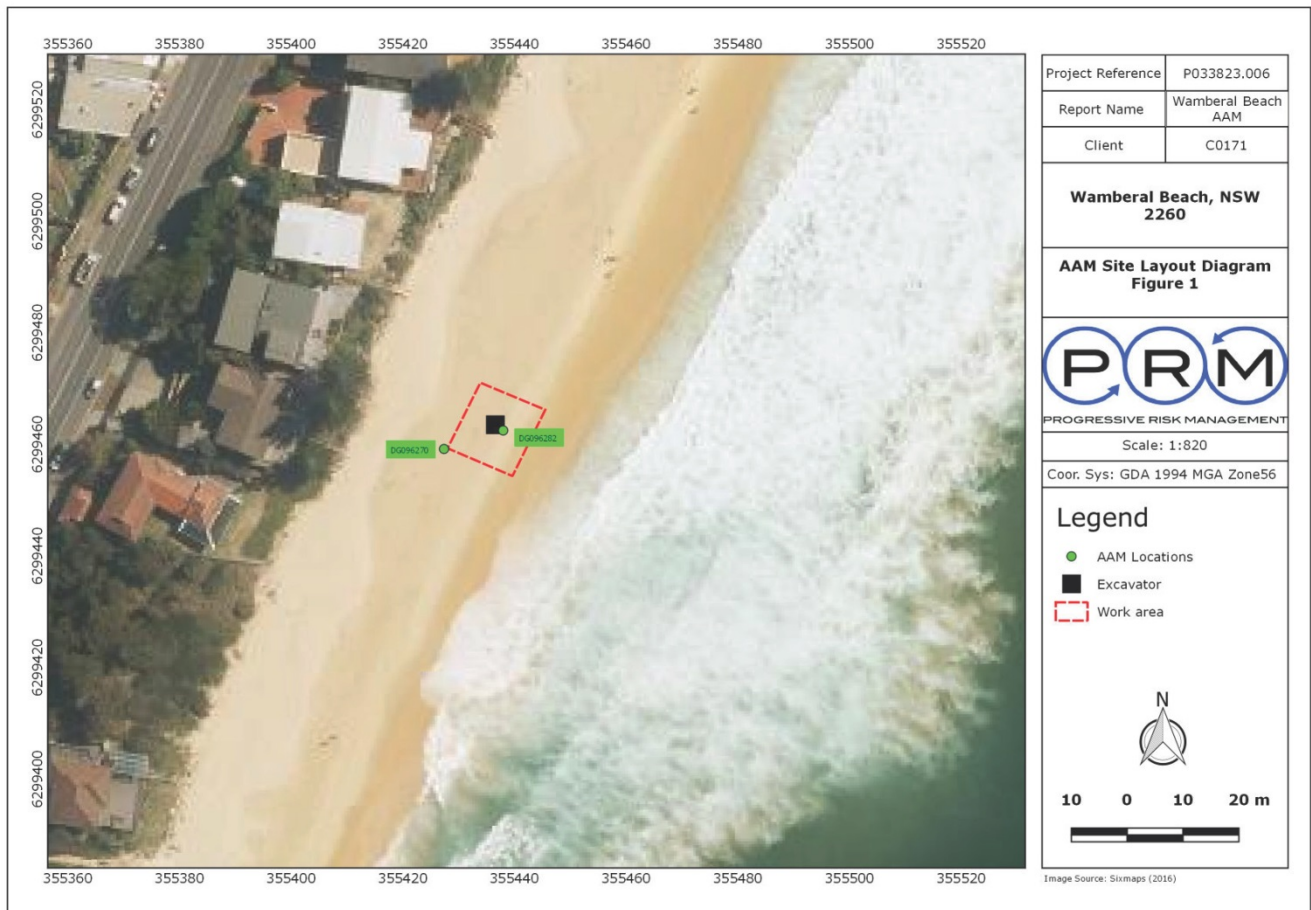 355360 355380 355400 355420 355440 355460 355480 355500 355520
6299520
6299500
6299480
6299460
6299440
6299420
6299400
DG096270
DG096282
355360 355380 355400 355420 355440 355460 355480 355500 355520
Project Reference P033823.006
Report Name Wamberal Beach
AAM
Client C0171
Wamberal Beach, NSW
2260
AAM Site Layout Diagram
Figure 1
PRM
PROGRESSIVE RISK MANAGEMENT
Scale: 1:820
Coor. Sys: GDA 1994 MGA Zone56
Legend
AAM Locations
Excavator
Work area
N
10 0 10 20 m
Image Source: Sixmaps (2016)